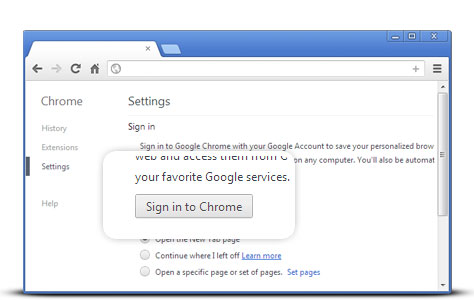 Chrome
Settings
History
Extensions
Settings
Help
Sign in
Sign in to Google Chrome with your Google Account to save your personalized brow
web and access them from C
on any computer. You'll also be automat
your favorite Google services.
Sign in to Chrome
Open the New Tab page
Continue where I left off Learn more
Open a specific page or set of pages. Set pages